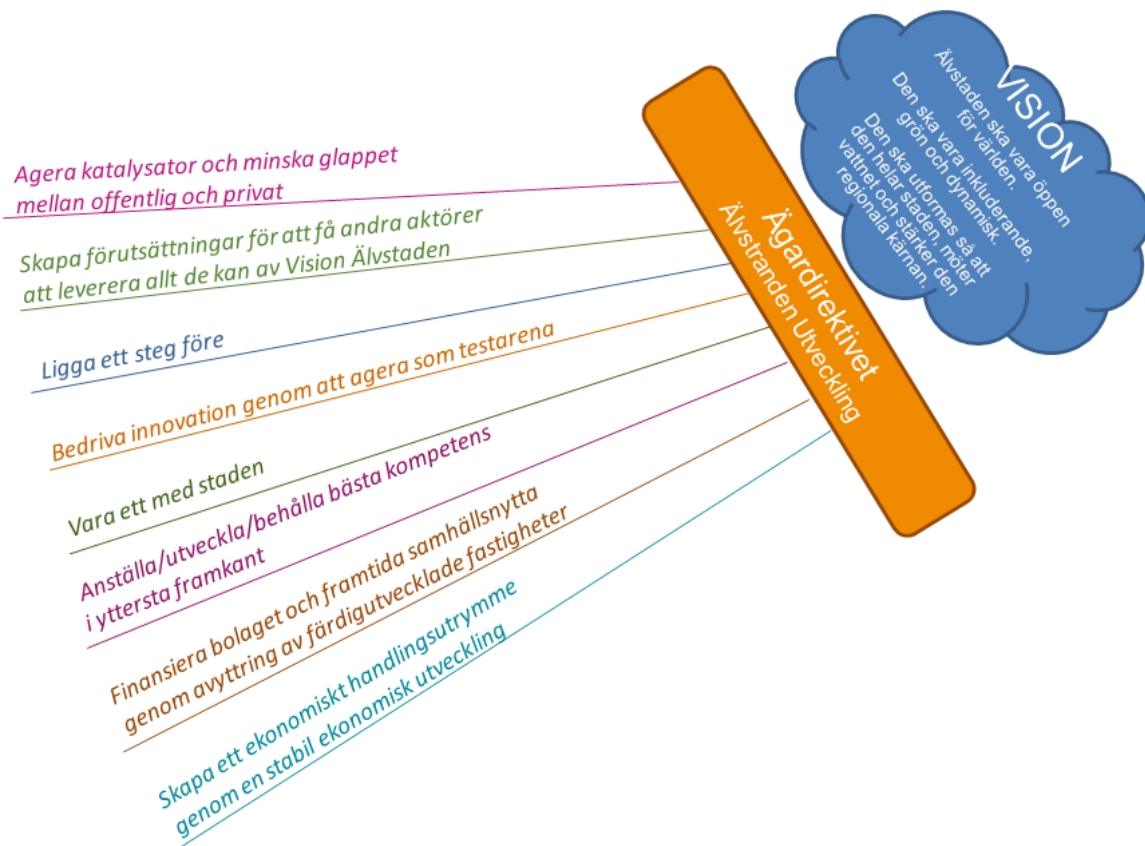 Agera katalysator och minska glappet
mellan offentlig och privat
Skapa förutsättningar för att få andra aktörer
att leverera allt de kan av Vision Älvstaden
Ligga ett steg före
Bedriva innovation genom att agera som testarena
Vara ett med staden
Anställa/utveckla/behålla bästa kompetens
i yttersta framkant
Finansiera bolaget och framtida samhällsnytta
genom avyttring av färdigutvecklade fastigheter
Skapa ett ekonomiskt handlingsutrymme
genom en stabil ekonomisk utveckling
Ägardirektivet
Älvstranden Utveckling
VISION
Älvstaden ska vara öppen
för världen.
Den ska vara inkluderande,
grön och dynamisk.
Den ska utformas så att
den helar staden, möter
vattnet och stärker den
regionala kärnan.